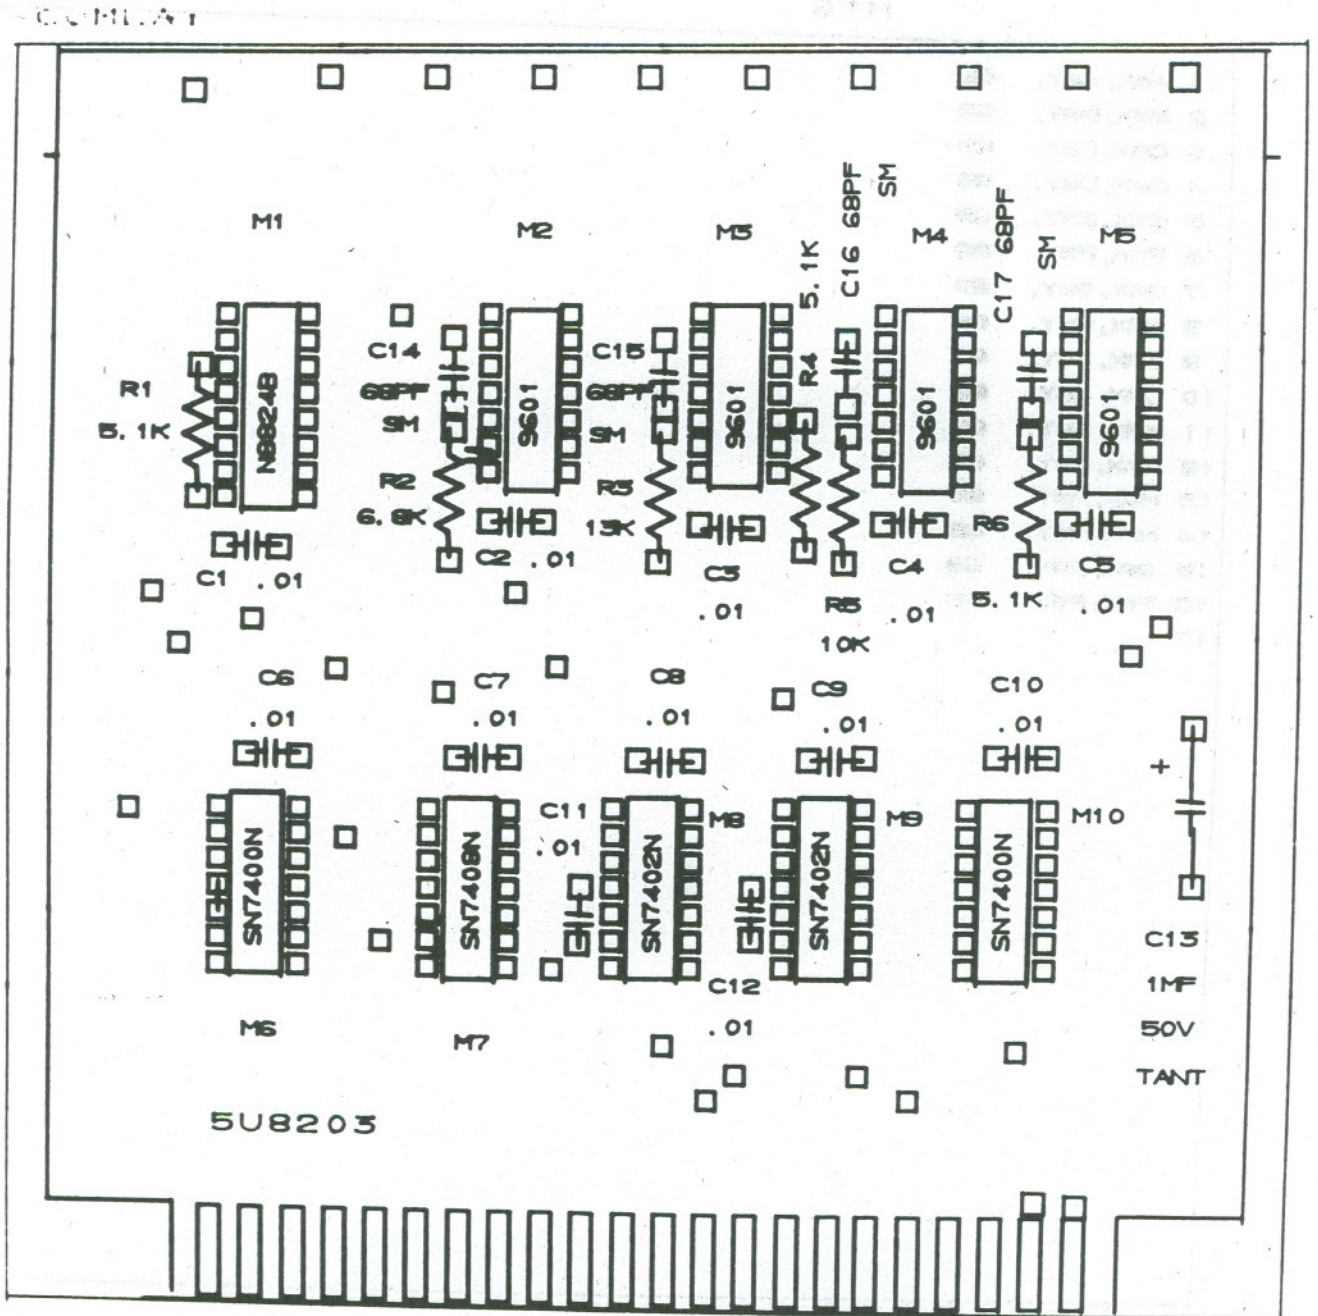 M1
M2
M3
M4
M5
C16 68PF
SM
C17 68PF
SM
5.1K
R4
R1
5.1K
N8824B
C14
68PF
SM
9601
C15
68PF
SM
9601
9601
9601
R2
6.8K
R3
13K
R5
10K
R6
5.1K
C1 .01
C2 .01
C3
.01
C4
.01
C5
.01
C6
.01
C7
.01
C8
.01
C9
.01
C10
.01
SN7400N
SN7408N
C11
.01
SN7402N
M8
SN7402N
M9
SN7400N
M10
+
C13
1MF
50V
TANT
C12
.01
M6
M7
5U8203